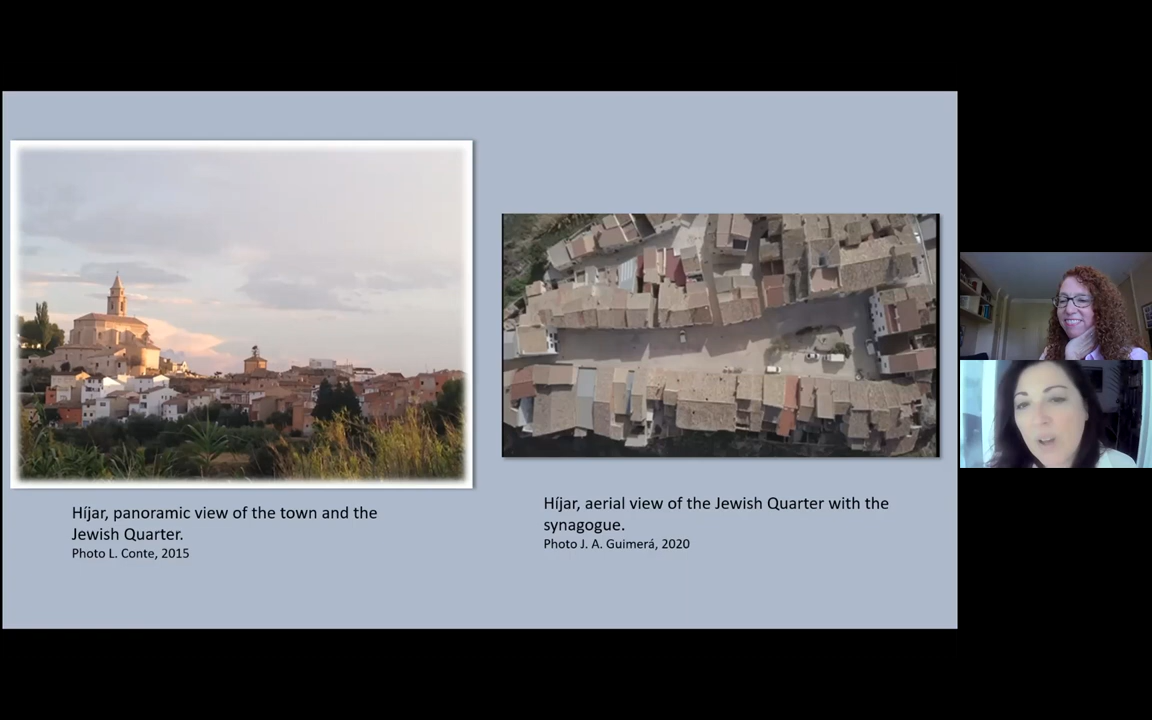 Híjar, panoramic view of the town and the
Jewish Quarter.
Photo L. Conte, 2015
Híjar, aerial view of the Jewish Quarter with the
synagogue.
Photo J. A. Guimerá, 2020